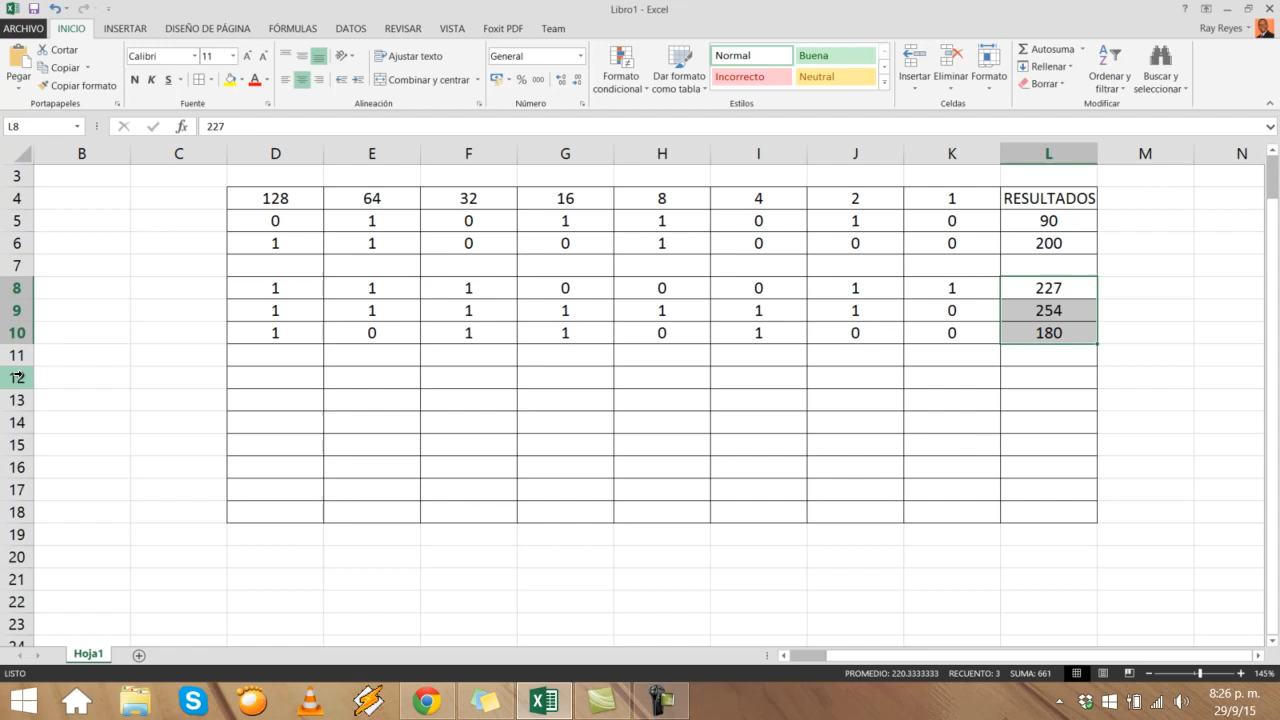 Libro1 - Excel
ARCHIVO INICIO INSERTAR DISEÑO DE PÁGINA FÓRMULAS DATOS REVISAR VISTA Foxit PDF Team Ray Reyes
Pegar
Cortar
Copiar
Copiar formato
Portapapeles
Calibri 11
N K S
Fuente
Ajustar texto
Combinar y centrar
Alineación
General
% 000
Número
Formato condicional
Dar formato como tabla
Normal Buena
Incorrecto Neutral
Estilos
Insertar Eliminar Formato
Celdas
Autosuma
Rellenar
Borrar
Ordenar y filtrar
Buscar y seleccionar
Modificar
L8 fx 227
B C D E F G H I J K L M N
3
4 128 64 32 16 8 4 2 1 RESULTADOS
5 0 1 0 1 1 0 1 0 90
6 1 1 0 0 1 0 0 0 200
7
8 1 1 1 0 0 0 1 1 227
9 1 1 1 1 1 1 1 0 254
10 1 0 1 1 0 1 0 0 180
11
12
13
14
15
16
17
18
19
20
21
22
23
24
Hoja1
LISTO PROMEDIO: 220.3333333 RECUENTO: 3 SUMA: 661 145%
8:26 p. m.
29/9/15